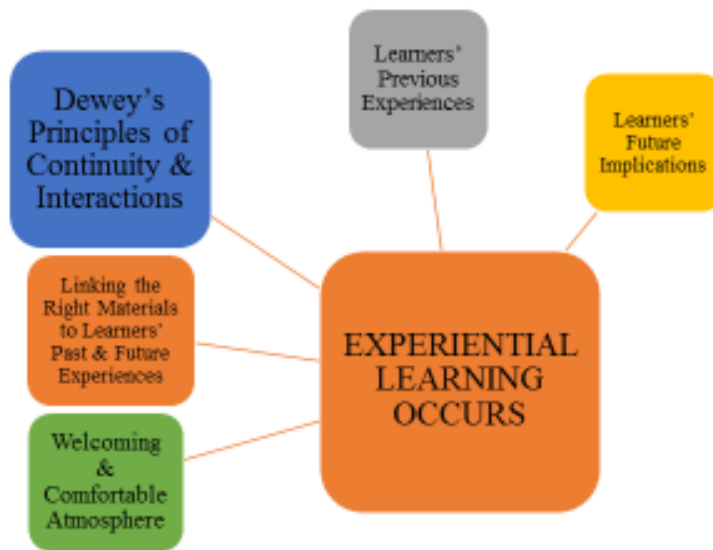 Dewey's
Principles of
Continuity &
Interactions
Learners'
Previous
Experiences
Learners'
Future
Implications
Linking the
Right Materials
to Learners'
Past & Future
Experiences
Welcoming
&
Comfortable
Atmosphere
EXPERIENTIAL
LEARNING
OCCURS